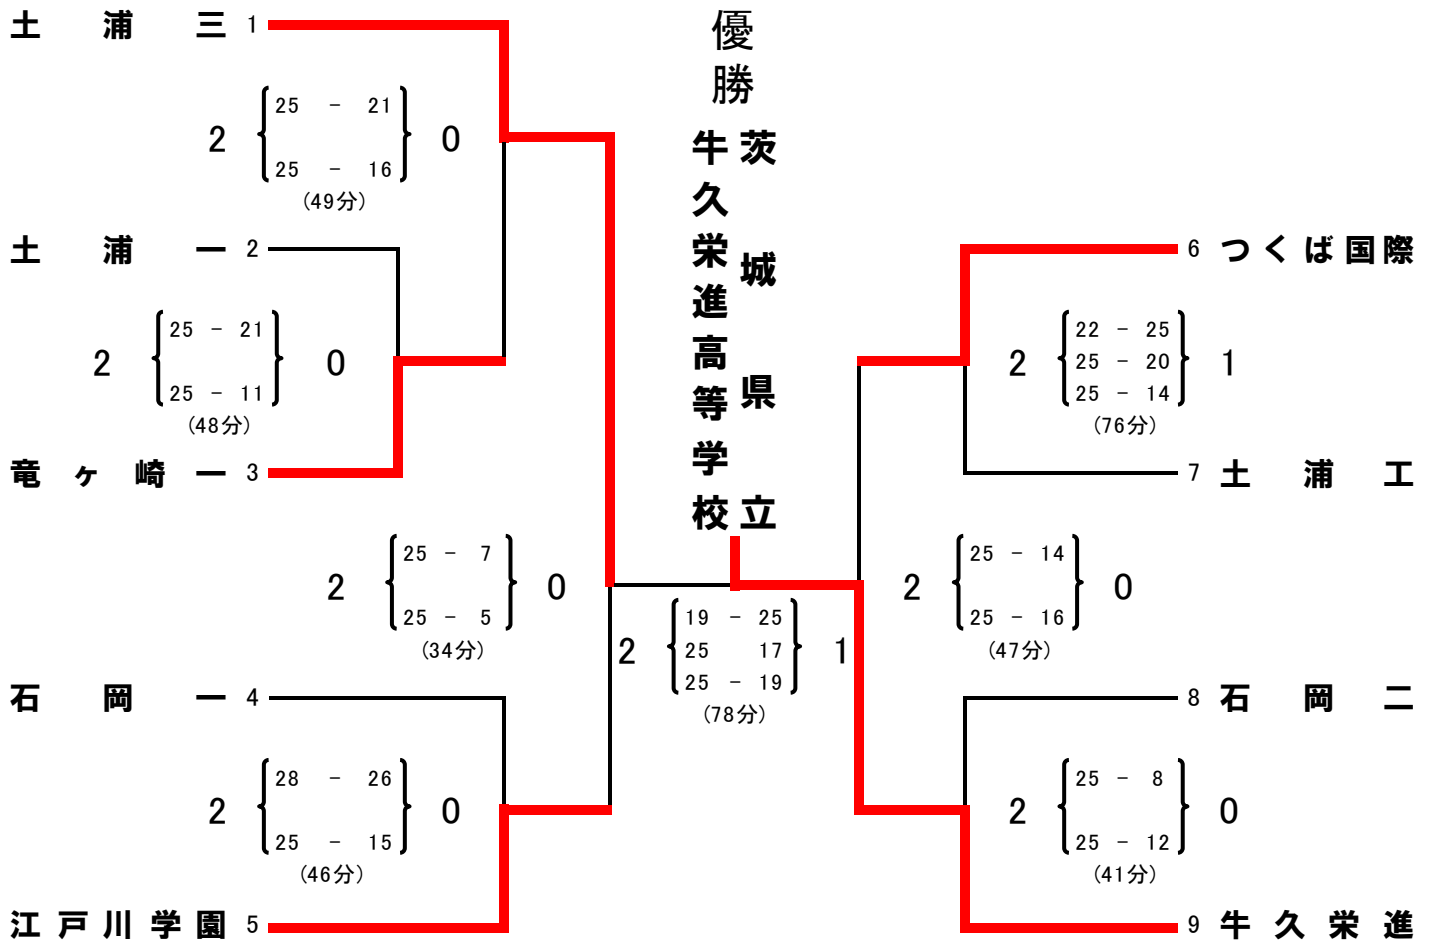 優勝
茨城県立
牛久栄進高等学校
土浦三 1
2 25 - 21 0
25 - 16
(49分)
土浦一 2
2 25 - 21 0
25 - 11
(48分)
竜ヶ崎一 3
2 25 - 7 0
25 - 5
(34分)
石岡一 4
2 28 - 26 0
25 - 15
(46分)
江戸川学園 5
2 19 - 25 1
25 17
25 - 19
(78分)
6 つくば国際
2 22 - 25 1
25 - 20
25 - 14
(76分)
7 土浦工
2 25 - 14 0
25 - 16
(47分)
8 石岡二
2 25 - 8 0
25 - 12
(41分)
9 牛久栄進